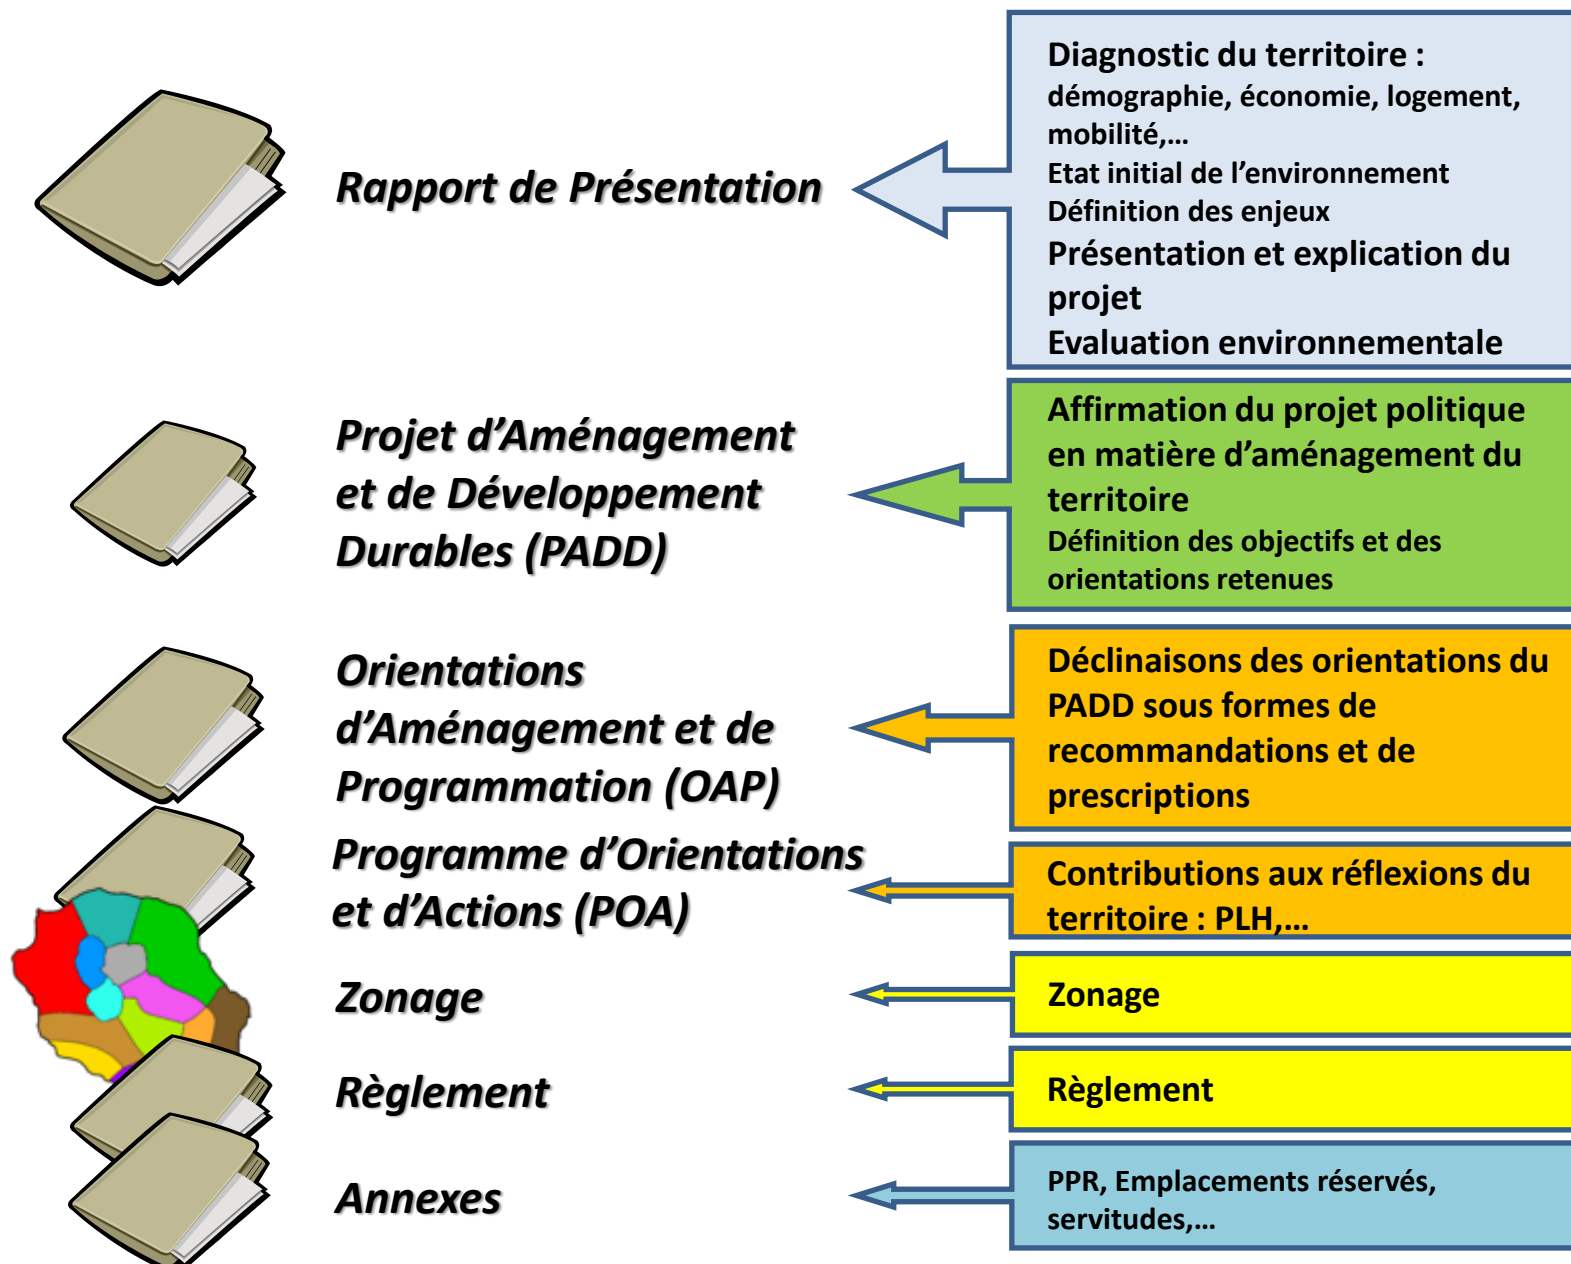 Rapport de Présentation
Diagnostic du territoire :
démographie, économie, logement,
mobilité,...
Etat initial de l’environnement
Définition des enjeux
Présentation et explication du
projet
Evaluation environnementale
Projet d’Aménagement
et de Développement
Durables (PADD)
Affirmation du projet politique
en matière d’aménagement du
territoire
Définition des objectifs et des
orientations retenues
Orientations
d’Aménagement et de
Programmation (OAP)
Déclinaisons des orientations du
PADD sous formes de
recommandations et de
prescriptions
Programme d’Orientations
et d’Actions (POA)
Contributions aux réflexions du
territoire : PLH,...
Zonage
Zonage
Règlement
Règlement
Annexes
PPR, Emplacements réservés,
servitudes,...